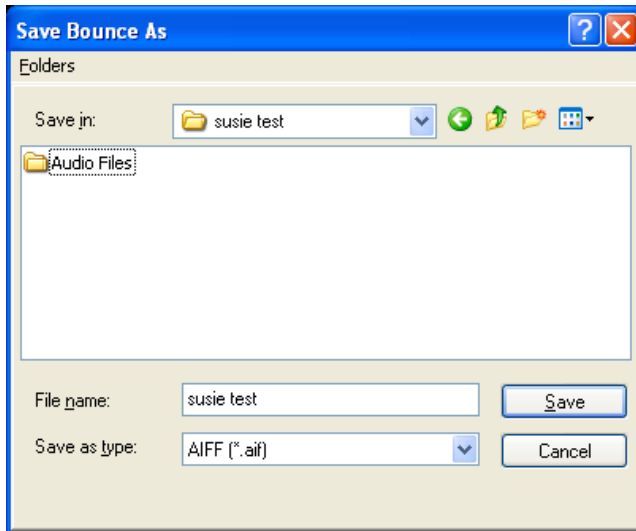 Save Bounce As
Folders
Save in: susie test
Audio Files
File name: susie test Save
Save as type: AIFF (*.aif) Cancel